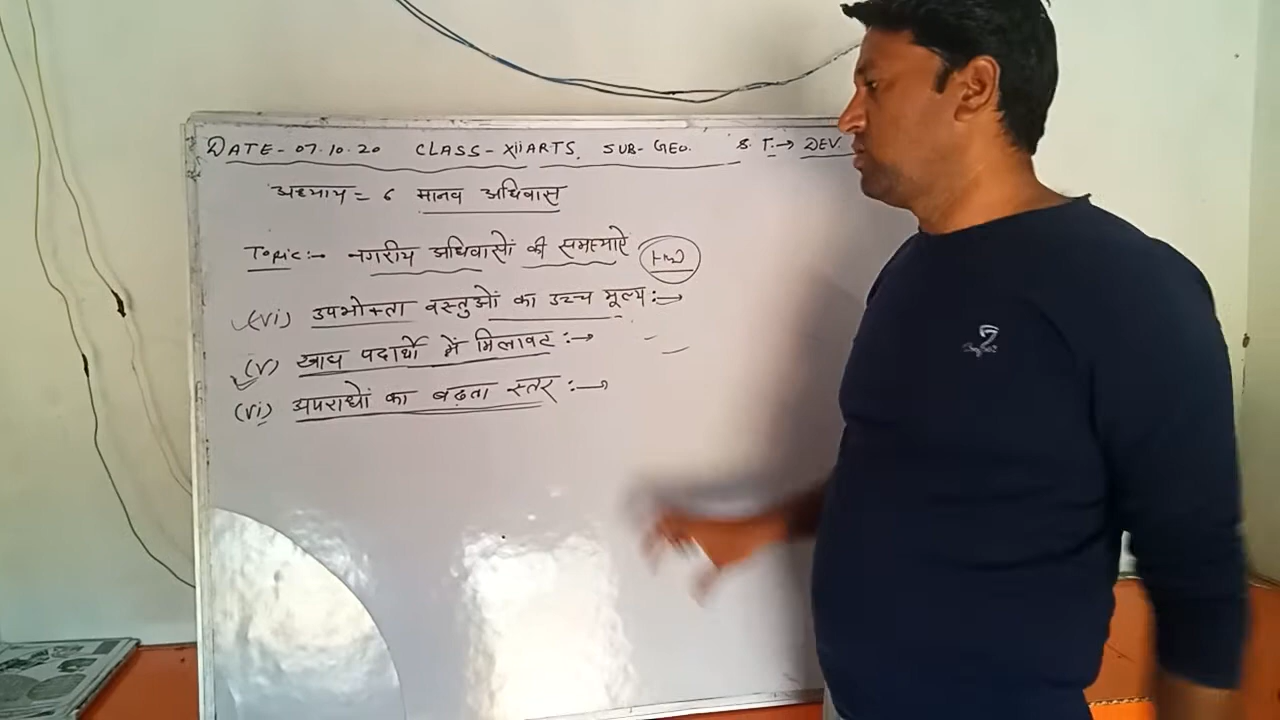 DATE - 07.10.20 CLASS - XII ARTS. SUB - GEO. S.T. → DEV.
अध्याय = 6 मानव अधिवास
Topic :→ नगरीय अधिवासों की समस्याऐं
(vi) उपभोक्ता वस्तुओं का उच्च मूल्य :→
(v) खाद्य पदार्थों में मिलावट :→
(vi) अपराधों का बढ़ता स्तर :→